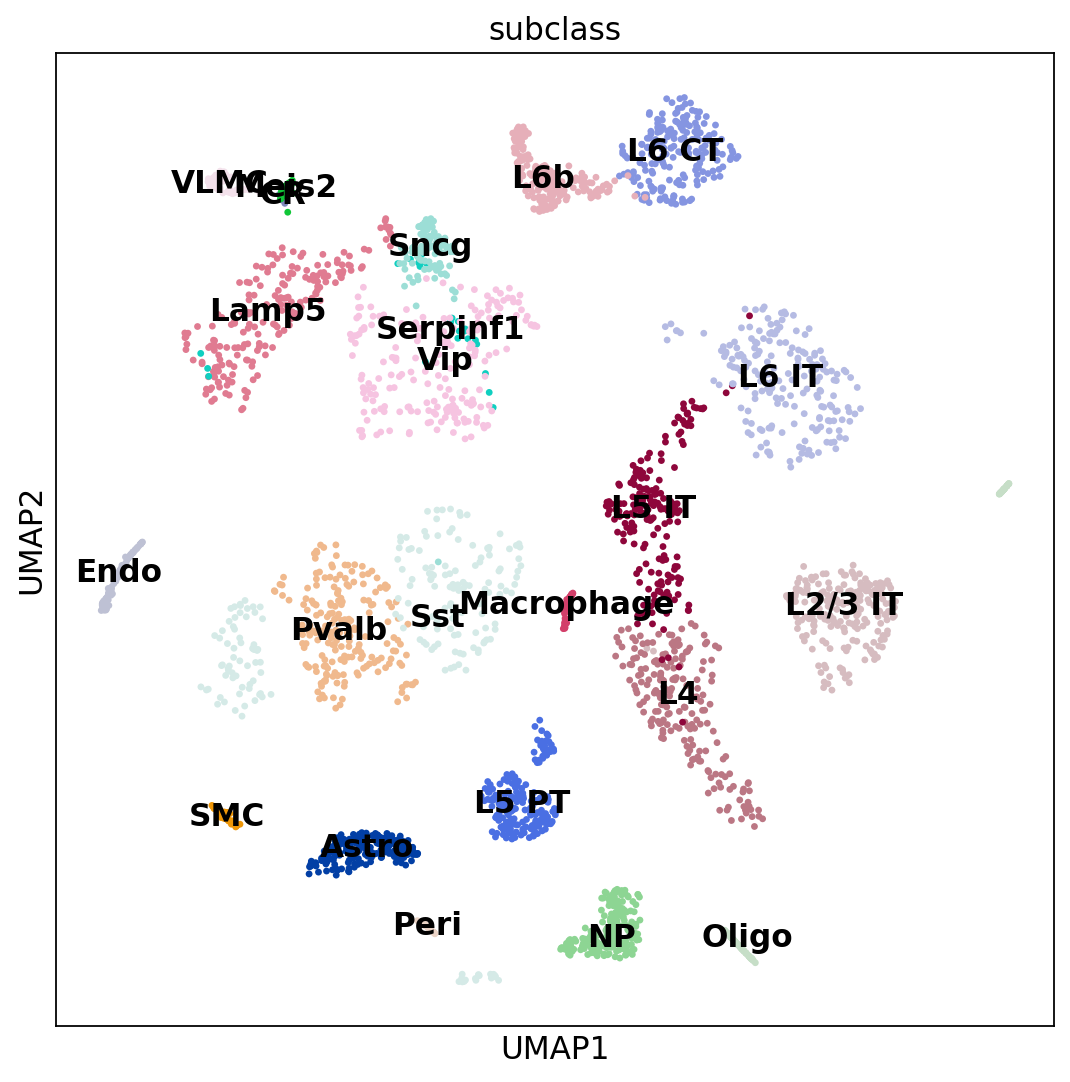 subclass
L6 CT
L6b
VLMC
Meis2
CR
Sncg
Lamp5
Serpinf1
Vip
L6 IT
L5 IT
Endo
Macrophage
L2/3 IT
Sst
Pvalb
L4
L5 PT
SMC
Astro
Peri
NP
Oligo
UMAP2
UMAP1